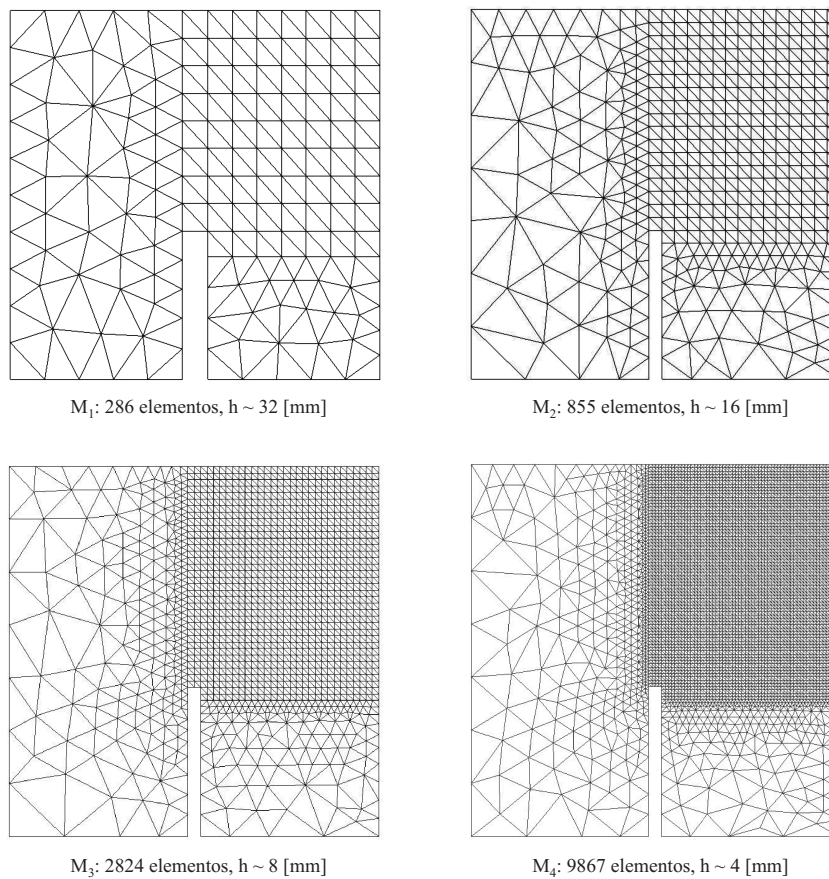 M₁: 286 elementos, h ~ 32 [mm]
M₂: 855 elementos, h ~ 16 [mm]
M₃: 2824 elementos, h ~ 8 [mm]
M₄: 9867 elementos, h ~ 4 [mm]